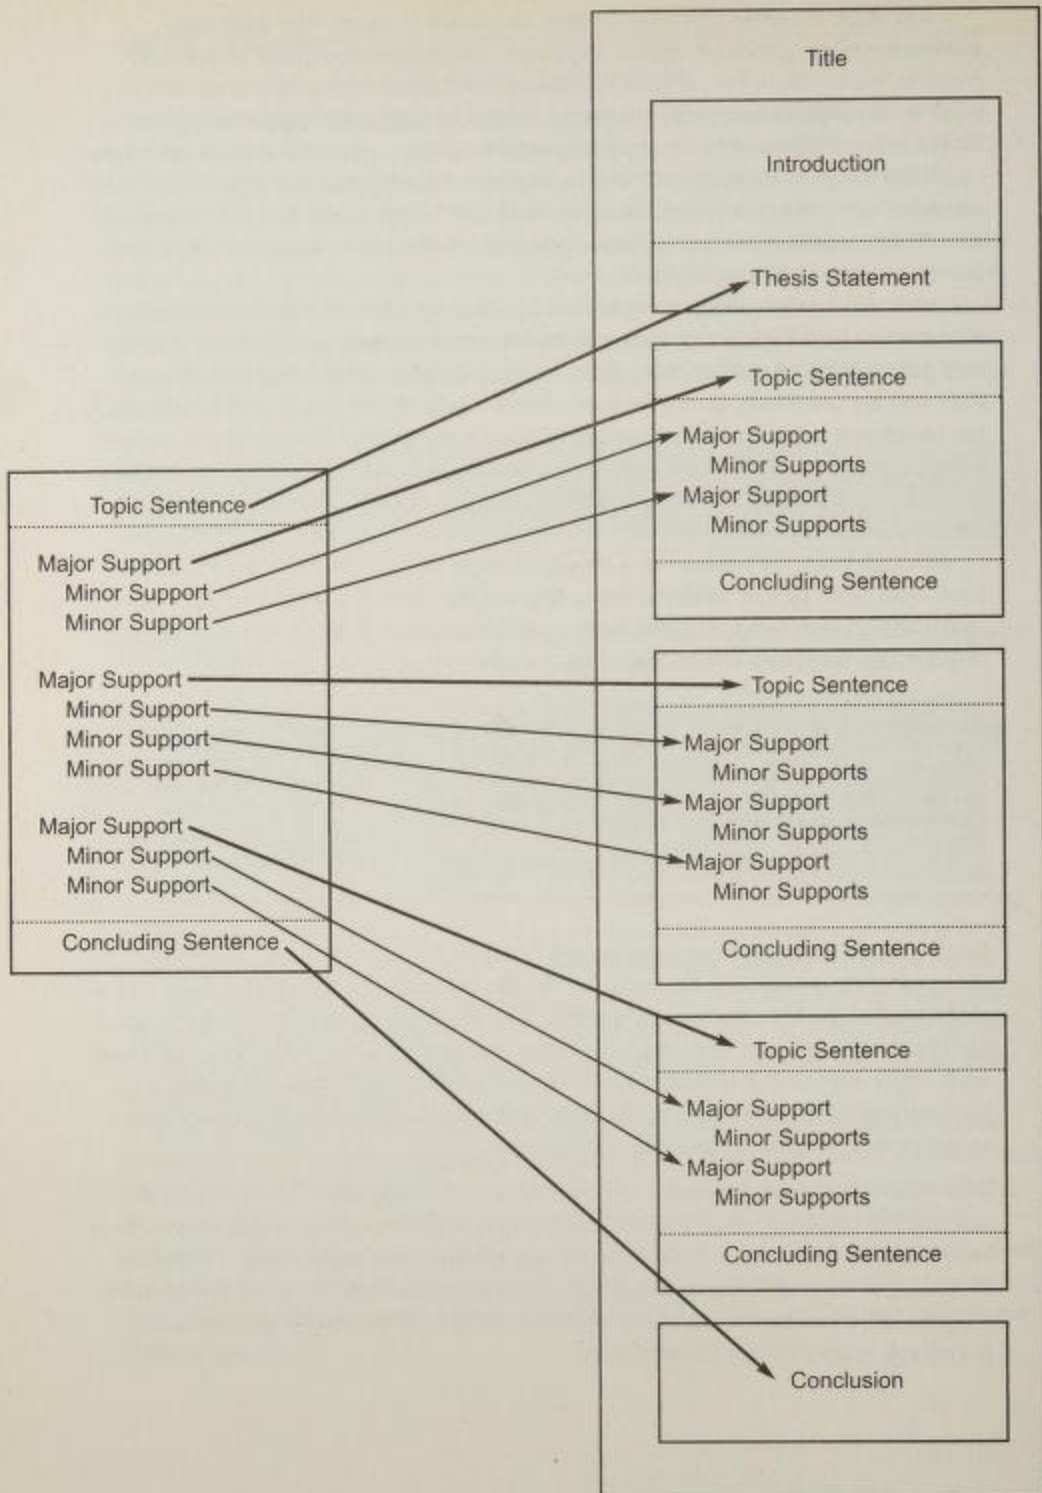 Topic Sentence
Major Support
Minor Support
Minor Support
Major Support
Minor Support
Minor Support
Minor Support
Major Support
Minor Support
Minor Support
Concluding Sentence
Title
Introduction
Thesis Statement
Topic Sentence
Major Support
Minor Supports
Major Support
Minor Supports
Concluding Sentence
Topic Sentence
Major Support
Minor Supports
Major Support
Minor Supports
Major Support
Minor Supports
Concluding Sentence
Topic Sentence
Major Support
Minor Supports
Major Support
Minor Supports
Concluding Sentence
Conclusion